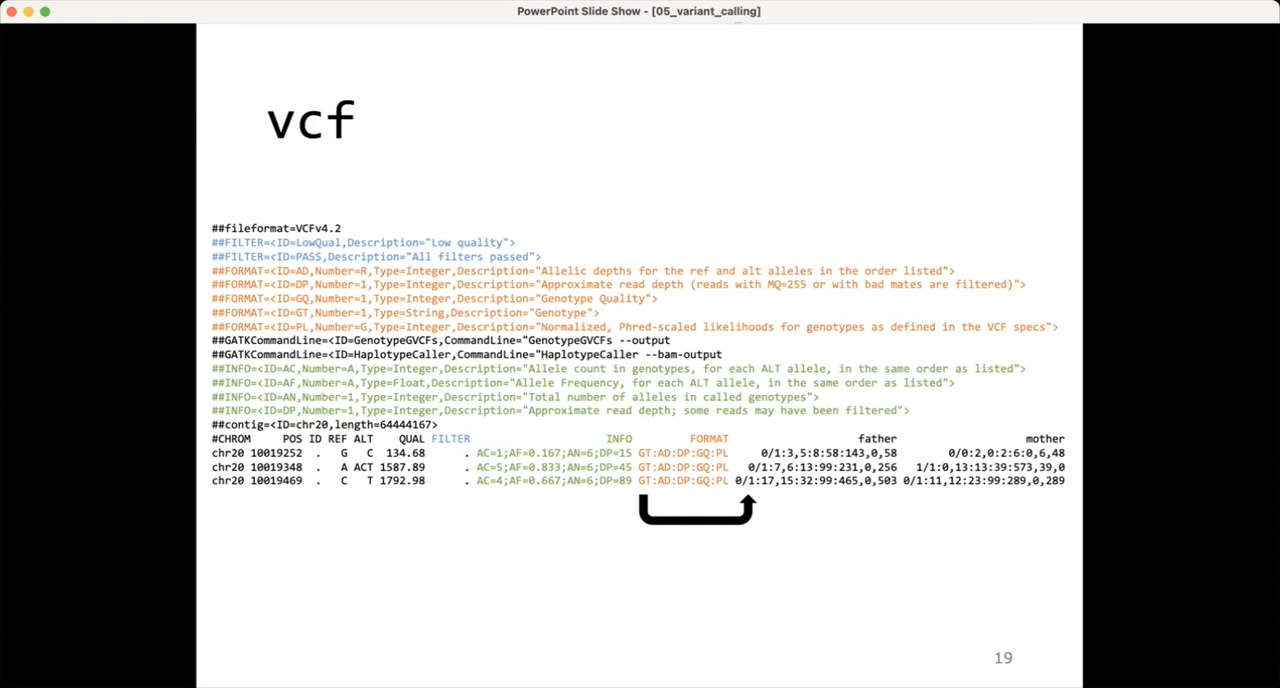 PowerPoint Slide Show - [05_variant_calling]
vcf
##fileformat=VCFv4.2
##FILTER=<ID=LowQual,Description="Low quality">
##FILTER=<ID=PASS,Description="All filters passed">
##FORMAT=<ID=AD,Number=R,Type=Integer,Description="Allelic depths for the ref and alt alleles in the order listed">
##FORMAT=<ID=DP,Number=1,Type=Integer,Description="Approximate read depth (reads with MQ=255 or with bad mates are filtered)">
##FORMAT=<ID=GQ,Number=1,Type=Integer,Description="Genotype Quality">
##FORMAT=<ID=GT,Number=1,Type=String,Description="Genotype">
##FORMAT=<ID=PL,Number=G,Type=Integer,Description="Normalized, Phred-scaled likelihoods for genotypes as defined in the VCF specs">
##GATKCommandLine=<ID=GenotypeGVCFs,CommandLine="GenotypeGVCFs --output
##GATKCommandLine=<ID=HaplotypeCaller,CommandLine="HaplotypeCaller --bam-output
##INFO=<ID=AC,Number=A,Type=Integer,Description="Allele count in genotypes, for each ALT allele, in the same order as listed">
##INFO=<ID=AF,Number=A,Type=Float,Description="Allele Frequency, for each ALT allele, in the same order as listed">
##INFO=<ID=AN,Number=1,Type=Integer,Description="Total number of alleles in called genotypes">
##INFO=<ID=DP,Number=1,Type=Integer,Description="Approximate read depth; some reads may have been filtered">
##contig=<ID=chr20,length=64444167>
#CHROM POS ID REF ALT QUAL FILTER INFO FORMAT father mother
chr20 10019252 . G C 134.68 . AC=1;AF=0.167;AN=6;DP=15 GT:AD:DP:GQ:PL 0/1:3,5:8:58:143,0,58 0/0:2,0:2:6:0,6,48
chr20 10019348 . A ACT 1587.89 . AC=5;AF=0.833;AN=6;DP=45 GT:AD:DP:GQ:PL 0/1:7,6:13:99:231,0,256 1/1:0,13:13:39:573,39,0
chr20 10019469 . C T 1792.98 . AC=4;AF=0.667;AN=6;DP=89 GT:AD:DP:GQ:PL 0/1:17,15:32:99:465,0,503 0/1:11,12:23:99:289,0,289
19